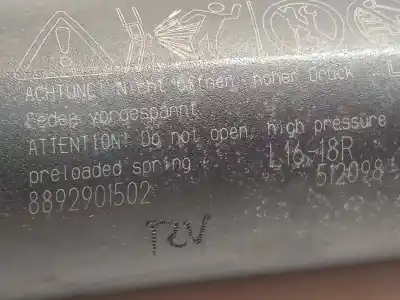 ACHTUNG! Nicht öffnen, hoher Druck
Feder vorgespannt
ATTENTION! Do not open, high pressure
preloaded spring
L16-18R
8892901502
512098
TUV